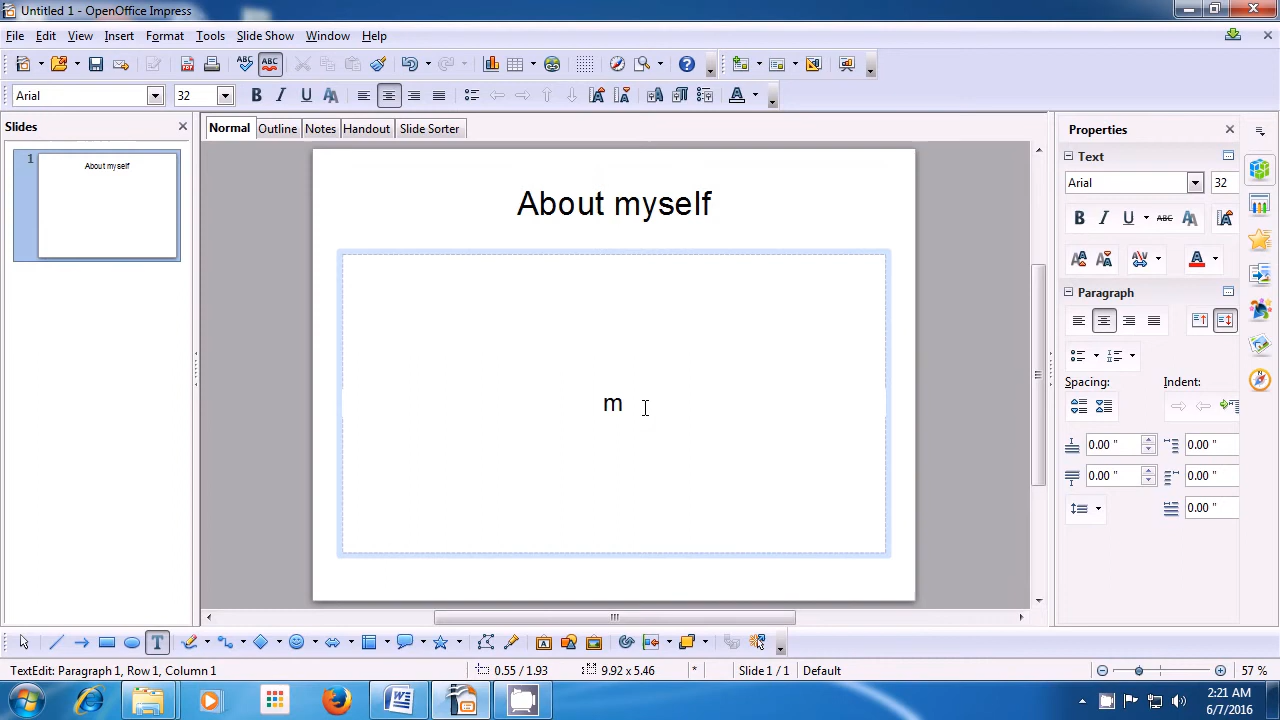 Untitled 1 - OpenOffice Impress
File Edit View Insert Format Tools Slide Show Window Help
Arial 32
Slides
Normal Outline Notes Handout Slide Sorter
Properties
1
About myself
About myself
m
Text
Arial 32
Paragraph
Spacing: Indent:
0.00 " 0.00 "
0.00 " 0.00 "
0.00 "
TextEdit: Paragraph 1, Row 1, Column 1 0.55 / 1.93 9.92 x 5.46 * Slide 1 / 1 Default 57 %
2:21 AM
6/7/2016